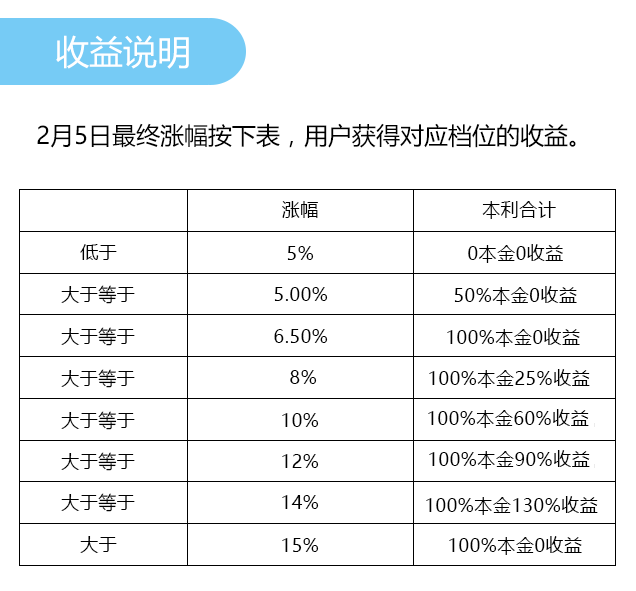 收益说明
2月5日最终涨幅按下表，用户获得对应档位的收益。
涨幅 本利合计
低于 5% 0本金0收益
大于等于 5.00% 50%本金0收益
大于等于 6.50% 100%本金0收益
大于等于 8% 100%本金25%收益
大于等于 10% 100%本金60%收益
大于等于 12% 100%本金90%收益
大于等于 14% 100%本金130%收益
大于 15% 100%本金0收益